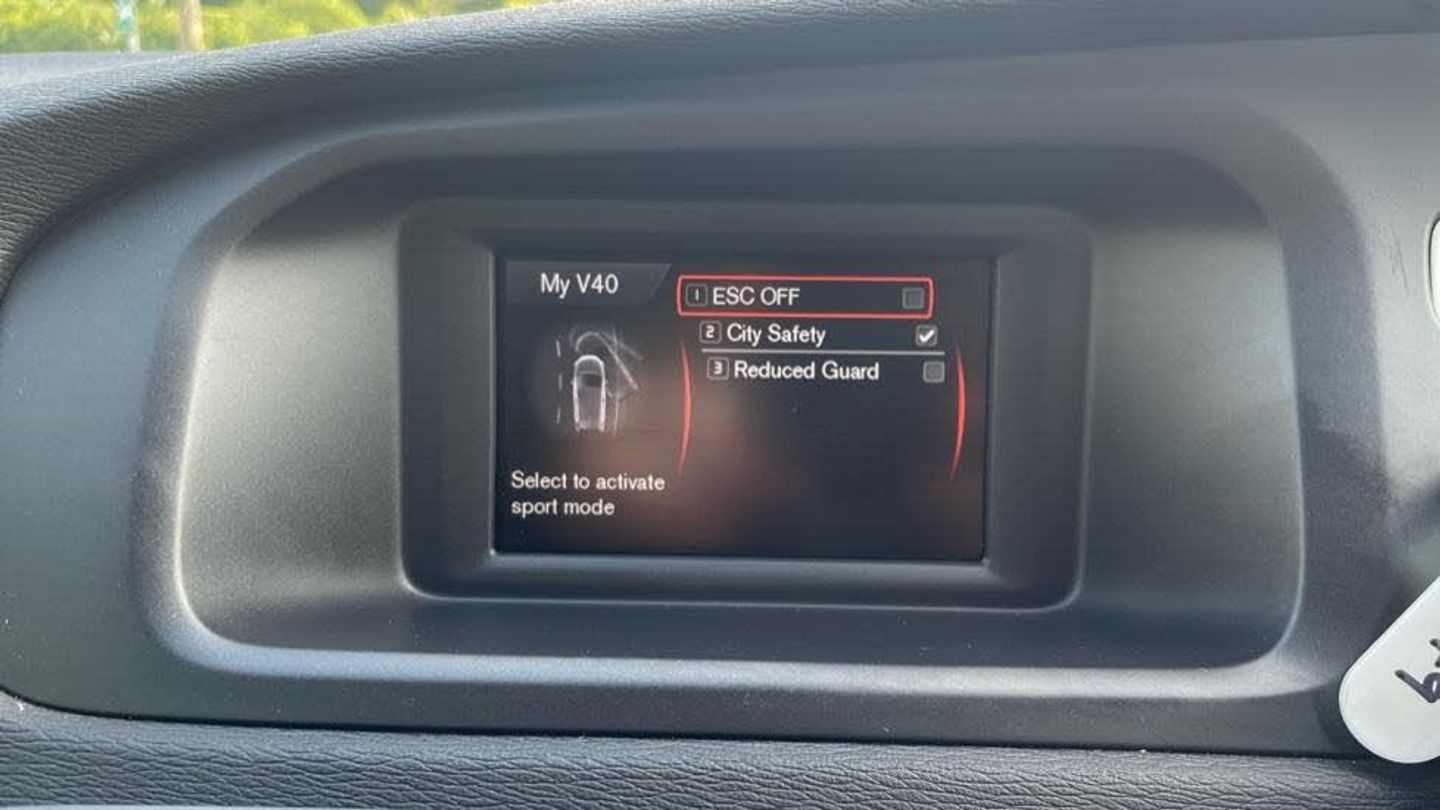 My V40
1 ESC OFF
2 City Safety
3 Reduced Guard
Select to activate
sport mode